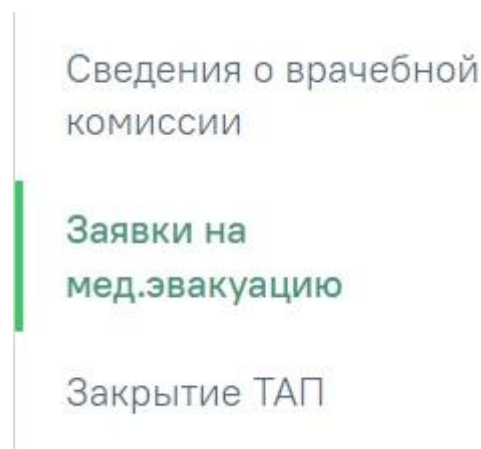 Сведения о врачебной
комиссии
Заявки на
мед.эвакуацию
Закрытие ТАП